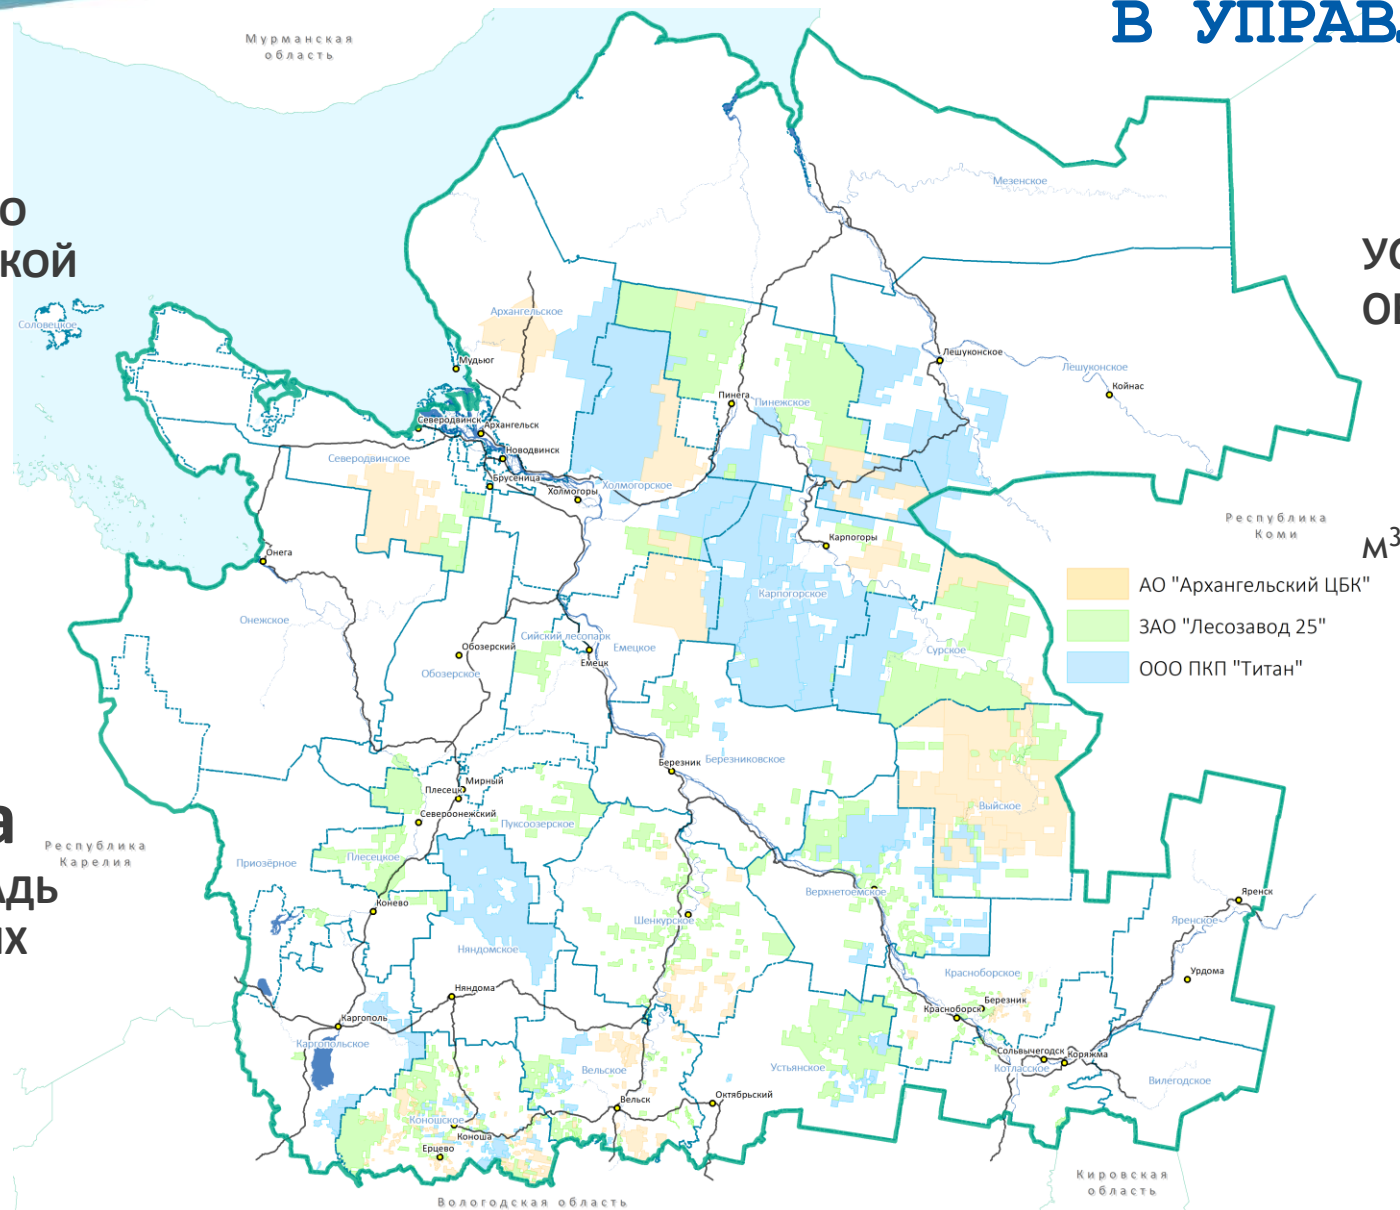 В УПРАВ
Мурманская
область
О
КОЙ
УС
Мезенское
Соловецкое
Архангельское
Мудьюг
Лешуконское
Лешуконское
Койнас
Пинега
Пинежское
Северодвинск
Архангельск
Северодвинское
Новодвинск
Брусеница
Холмогоры
Холмогорское
Республика
Коми
м³
Онега
Карпогоры
АО "Архангельский ЦБК"
ЗАО "Лесозавод 25"
ООО ПКП "Титан"
Карпогорское
Онежское
Сийский лесопарк
Обозерский
Емецкое
Емецк
Сурское
Обозерское
Березник
Березниковское
Мирный
Плесецк
Североонежский
Выйское
Пуксоозерское
а
Республика
Карелия
Приозёрное
Плесецкое
АДЬ
ИХ
Верхнетоемское
Яренск
Конево
Шенкурское
Яренское
Няндомское
Красноборское
Урдома
Няндома
Березник
Красноборск
Каргополь
Каргопольское
Сольвычегодск
Коряжма
Котласское
Вельское
Устьянское
Вилегодское
Вельск
Октябрьский
Коношское
Коноша
Ерцево
Кировская
область
Вологодская область